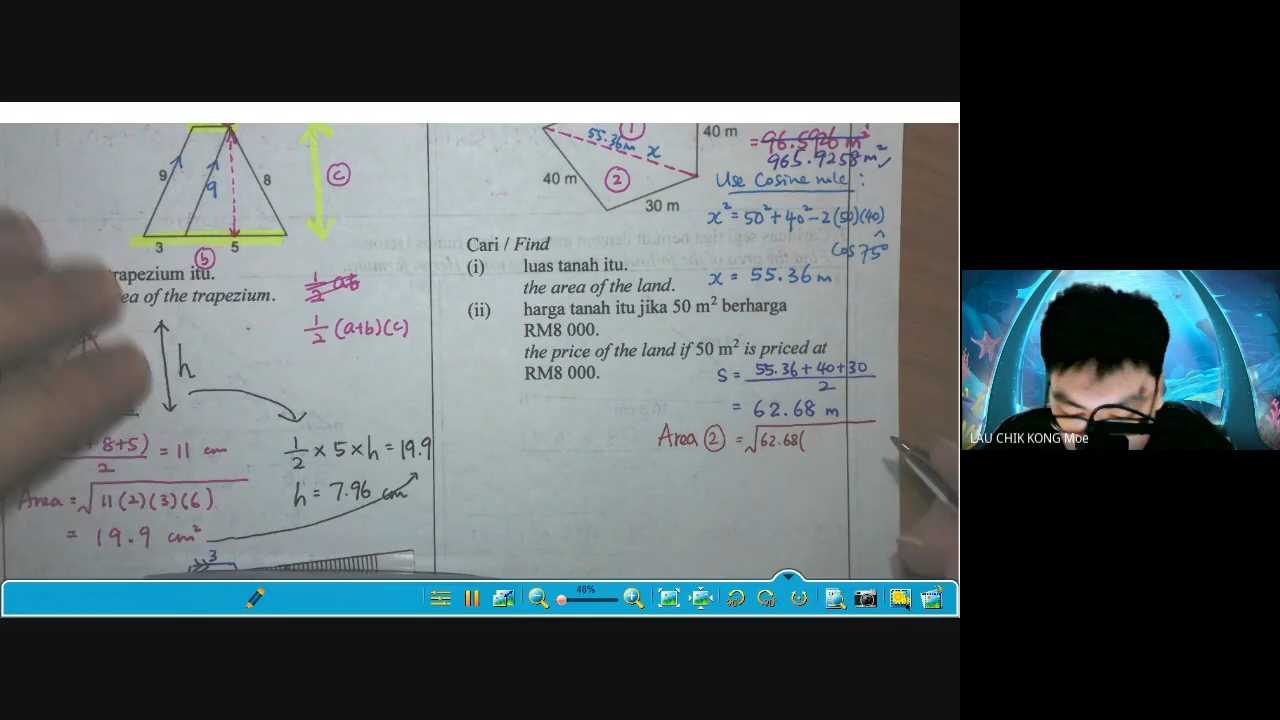 9
9
8
c
3
5
b
trapezium itu.
ea of the trapezium.
1/2 ab
1/2 (a+b)(c)
h
+ 8+5)/2 = 11 cm
Area = √11(2)(3)(6)
= 19.9 cm²
1/2 × 5 × h = 19.9
h = 7.96 cm
3
1
55.36m x
40 m
2
40 m
30 m
= 96.5926 m²
965.9258 m²
Use Cosine rule :
x² = 50² + 40² - 2(50)(40)
cos 75°
x = 55.36 m
Cari / Find
(i) luas tanah itu.
the area of the land.
(ii) harga tanah itu jika 50 m² berharga
RM8 000.
the price of the land if 50 m² is priced at
RM8 000.
S = 55.36 + 40 + 30/2
= 62.68 m
Area ② = √62.68(
48%
LAU CHIK KONG Moe